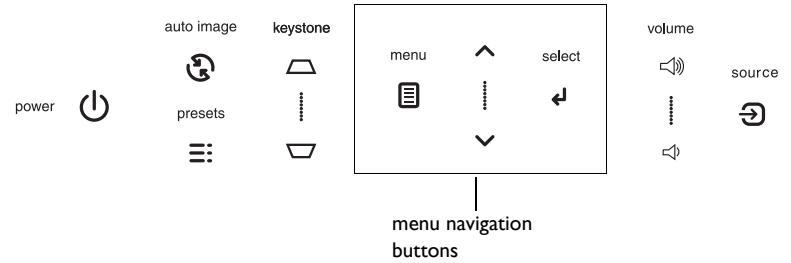 auto image
keystone
volume
menu
select
source
power
presets
menu navigation
buttons